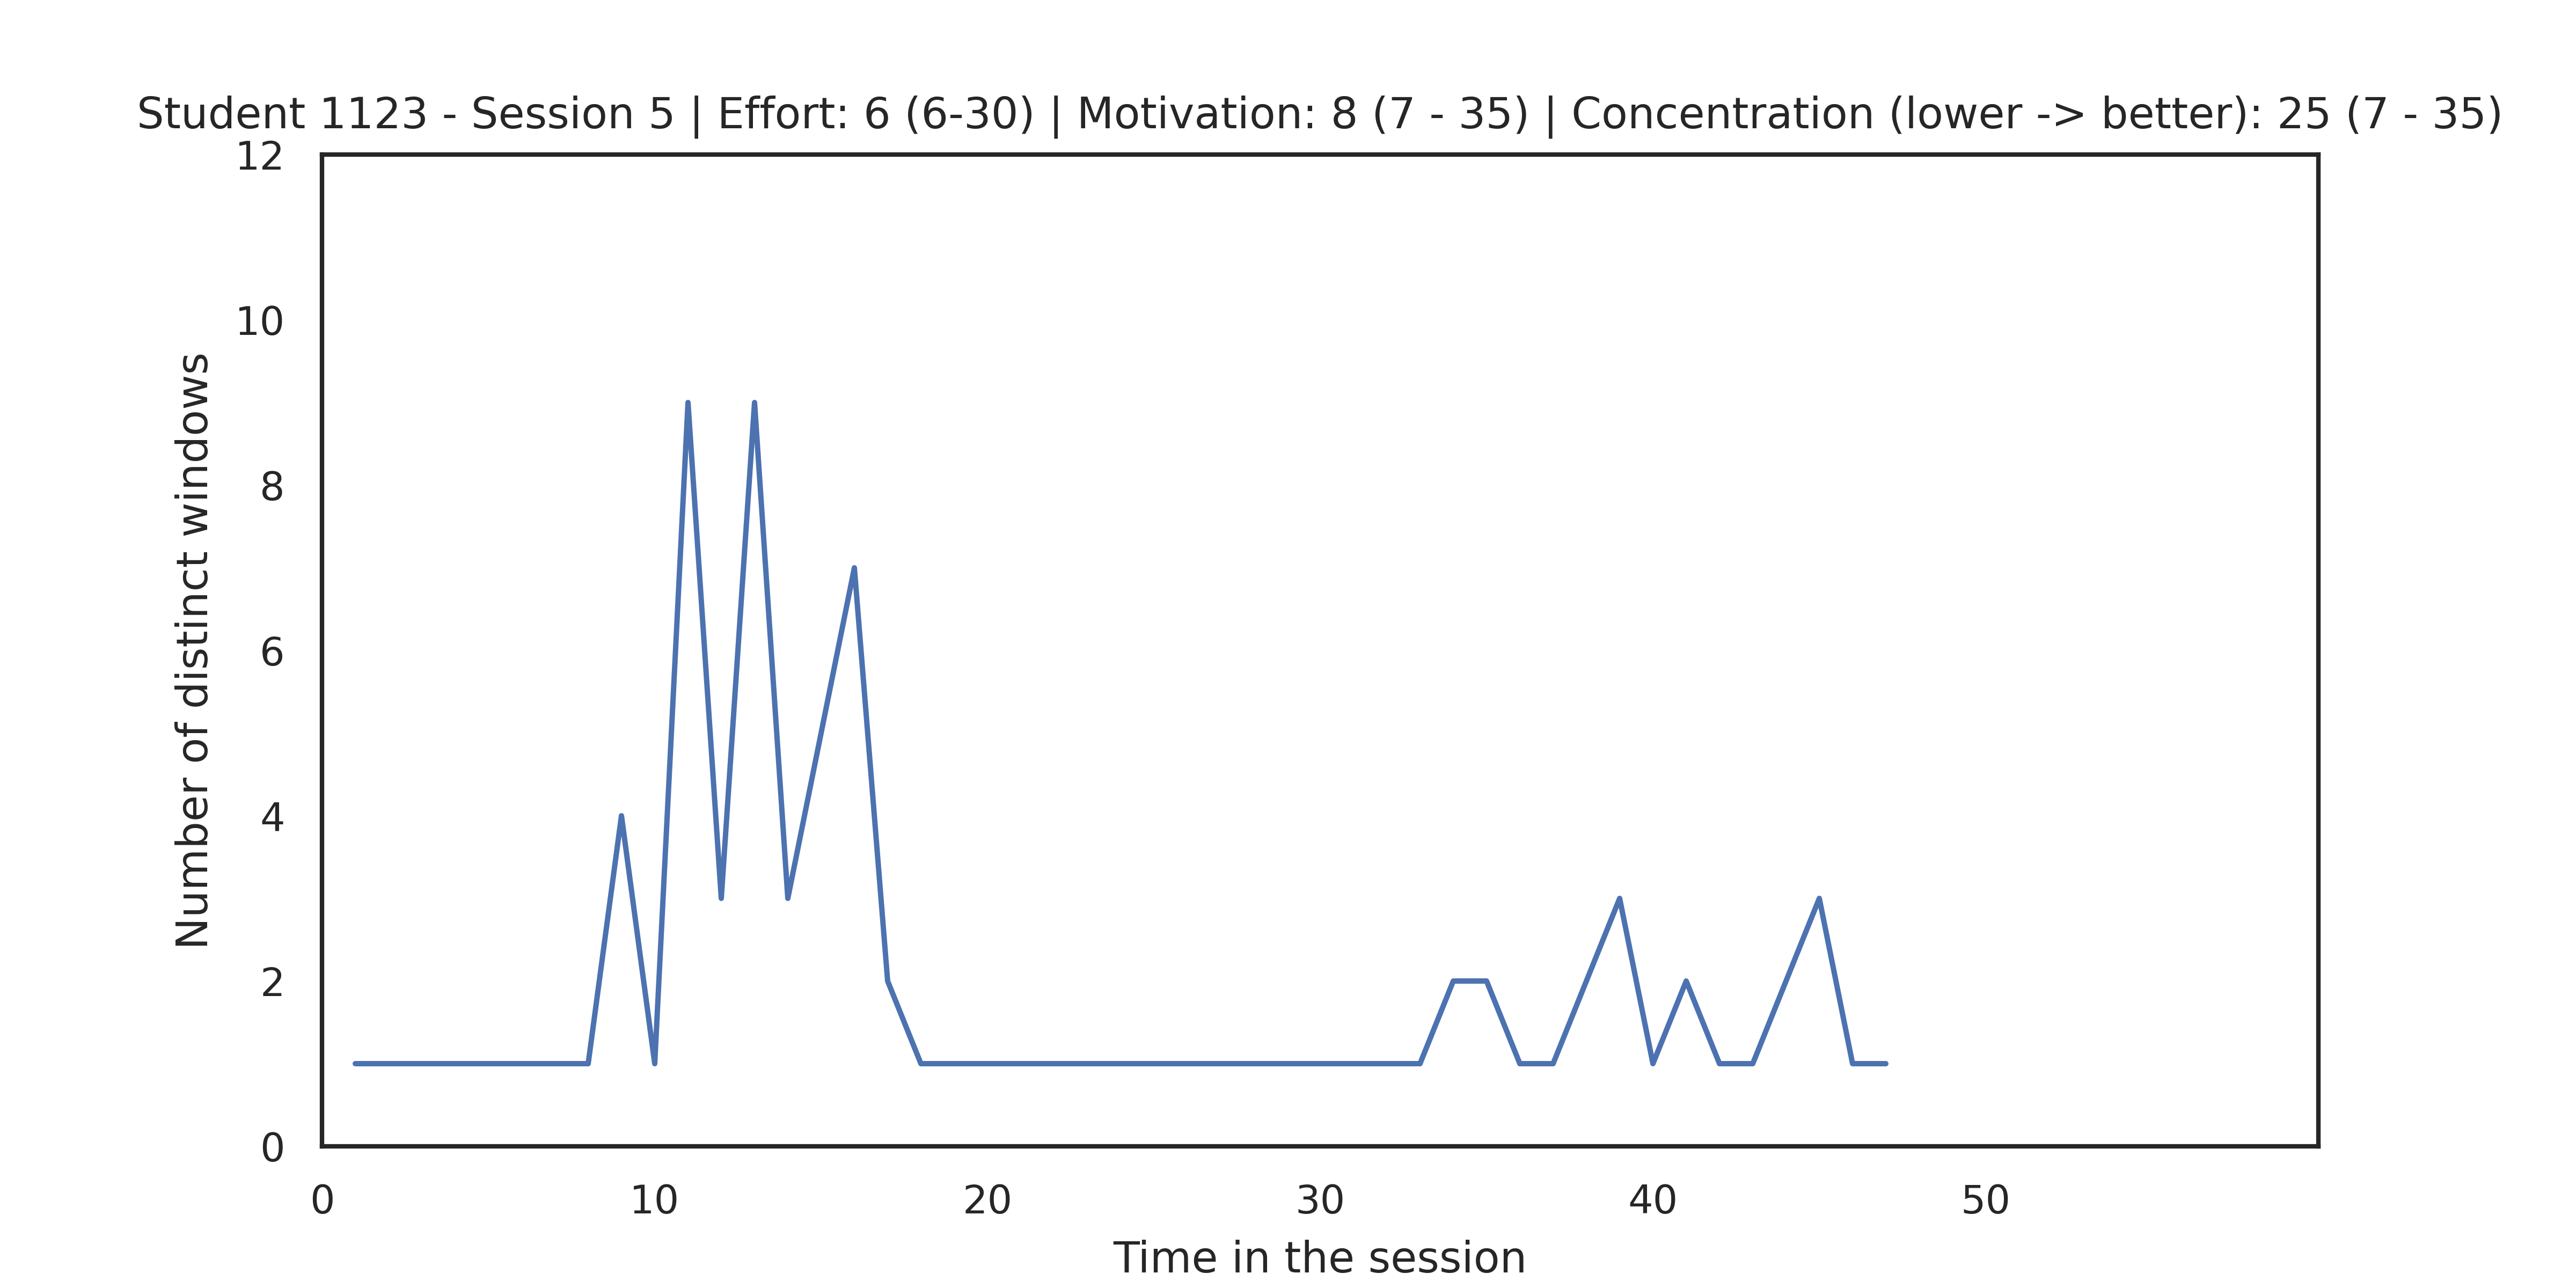 Student 1123 - Session 5 | Effort: 6 (6-30) | Motivation: 8 (7 - 35) | Concentration (lower -> better): 25 (7 - 35)
12
10
8
6
4
2
0
Number of distinct windows
0 10 20 30 40 50
Time in the session